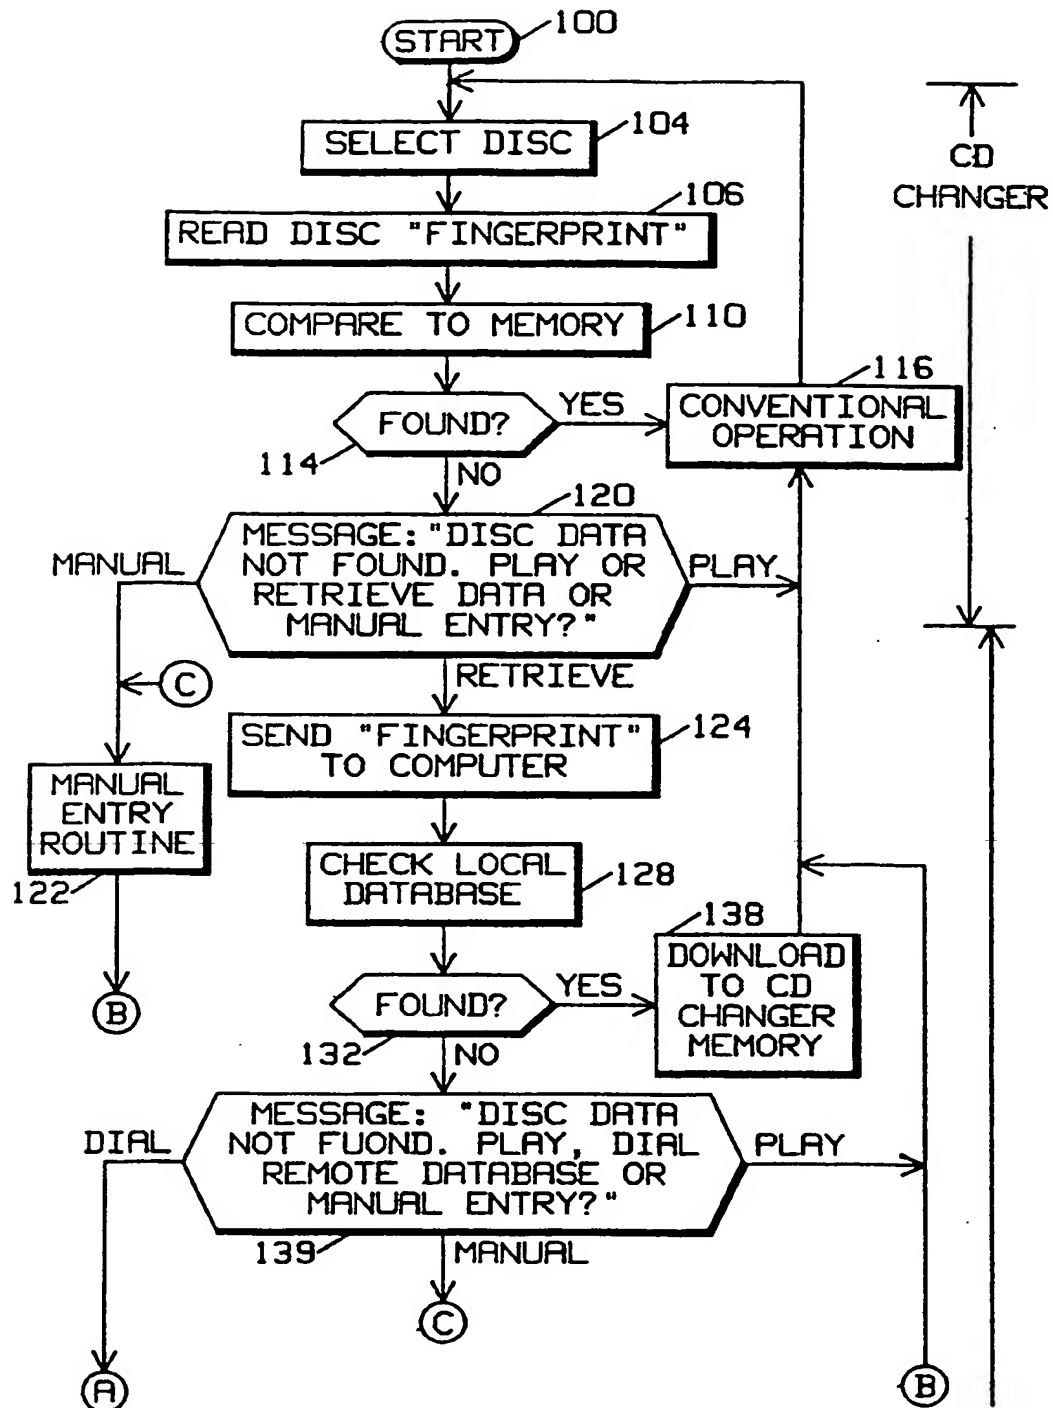 START
100
SELECT DISC
104
CD
CHANGER
READ DISC "FINGERPRINT"
106
COMPARE TO MEMORY
110
FOUND?
114
YES
NO
CONVENTIONAL
OPERATION
116
120
MESSAGE: "DISC DATA
NOT FOUND. PLAY OR
RETRIEVE DATA OR
MANUAL ENTRY?"
MANUAL
PLAY
RETRIEVE
C
SEND "FINGERPRINT"
TO COMPUTER
124
MANUAL
ENTRY
ROUTINE
122
CHECK LOCAL
DATABASE
128
B
FOUND?
132
YES
NO
138
DOWNLOAD
TO CD
CHANGER
MEMORY
MESSAGE: "DISC DATA
NOT FUOND. PLAY, DIAL
REMOTE DATABASE OR
MANUAL ENTRY?"
139
DIAL
PLAY
MANUAL
C
A
B